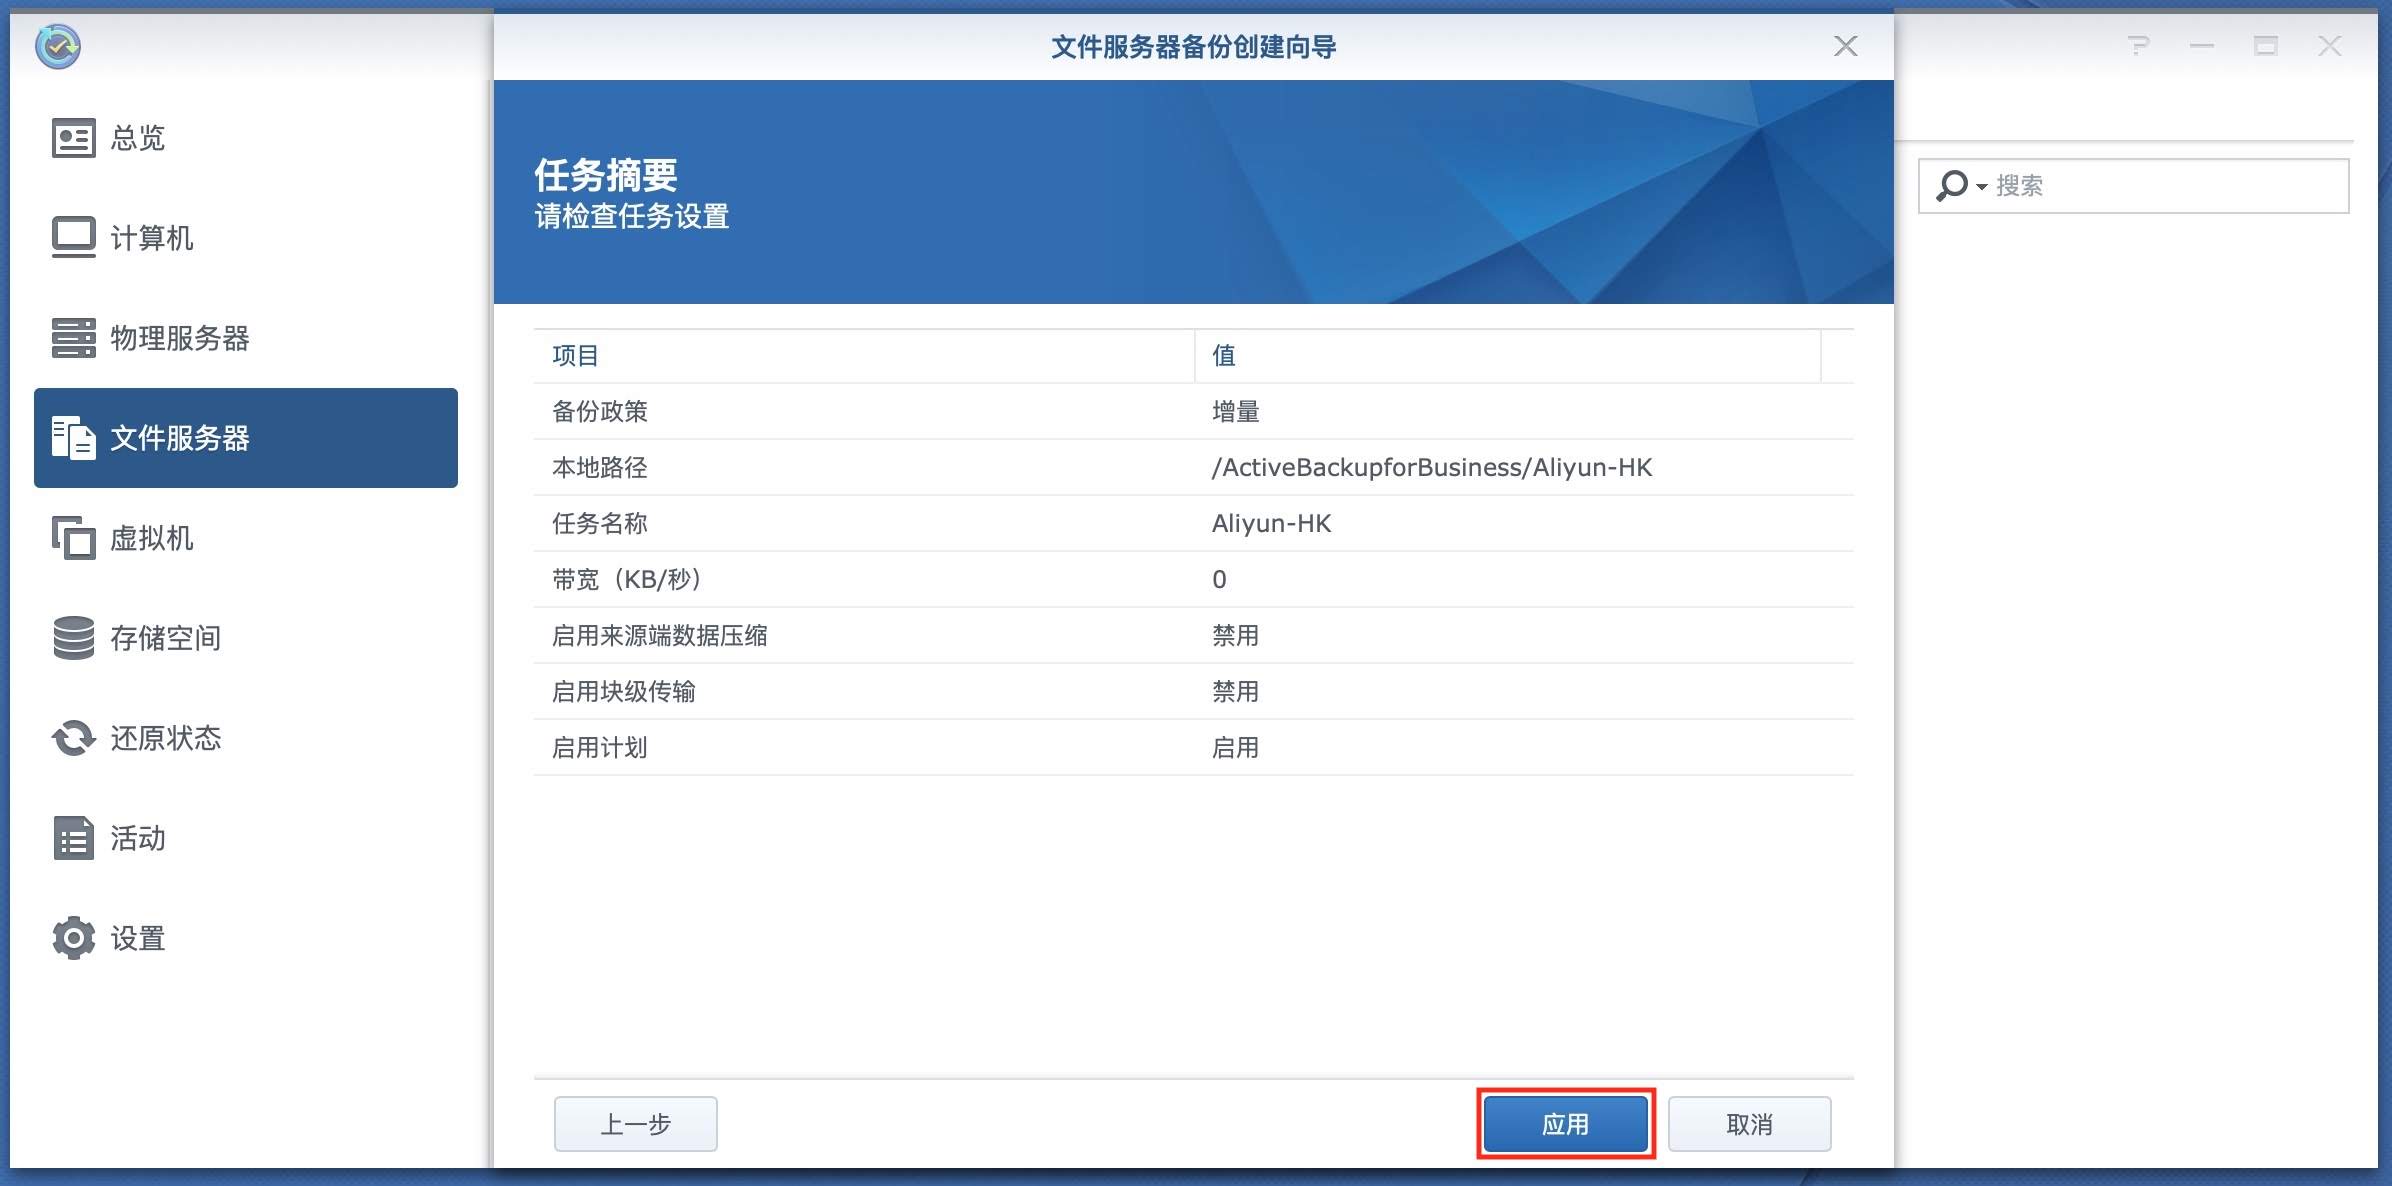 文件服务器备份创建向导
总览
计算机
物理服务器
文件服务器
虚拟机
存储空间
还原状态
活动
设置
任务摘要
请检查任务设置
项目 值
备份政策 增量
本地路径 /ActiveBackupforBusiness/Aliyun-HK
任务名称 Aliyun-HK
带宽（KB/秒） 0
启用来源端数据压缩 禁用
启用块级传输 禁用
启用计划 启用
上一步 应用 取消
搜索